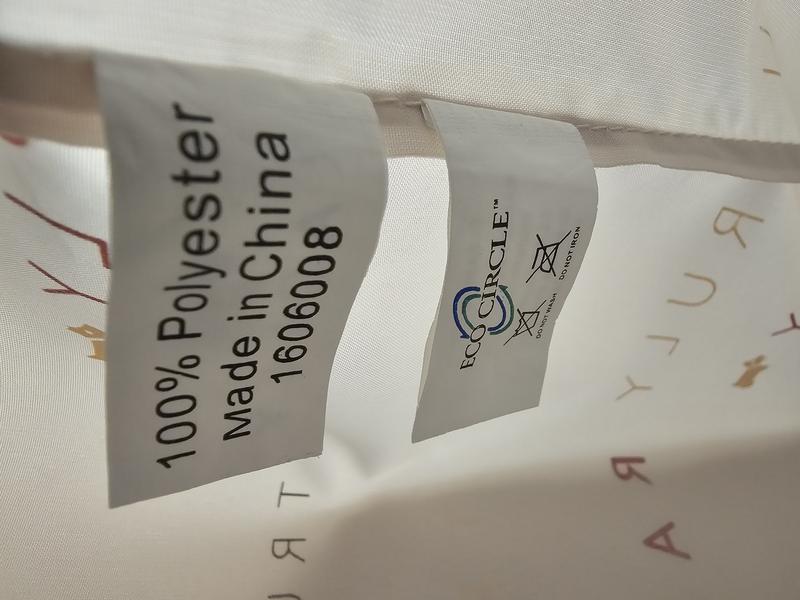 100% Polyester
Made in China
1606008
ECO CIRCLE™
DO NOT WASH
DO NOT IRON